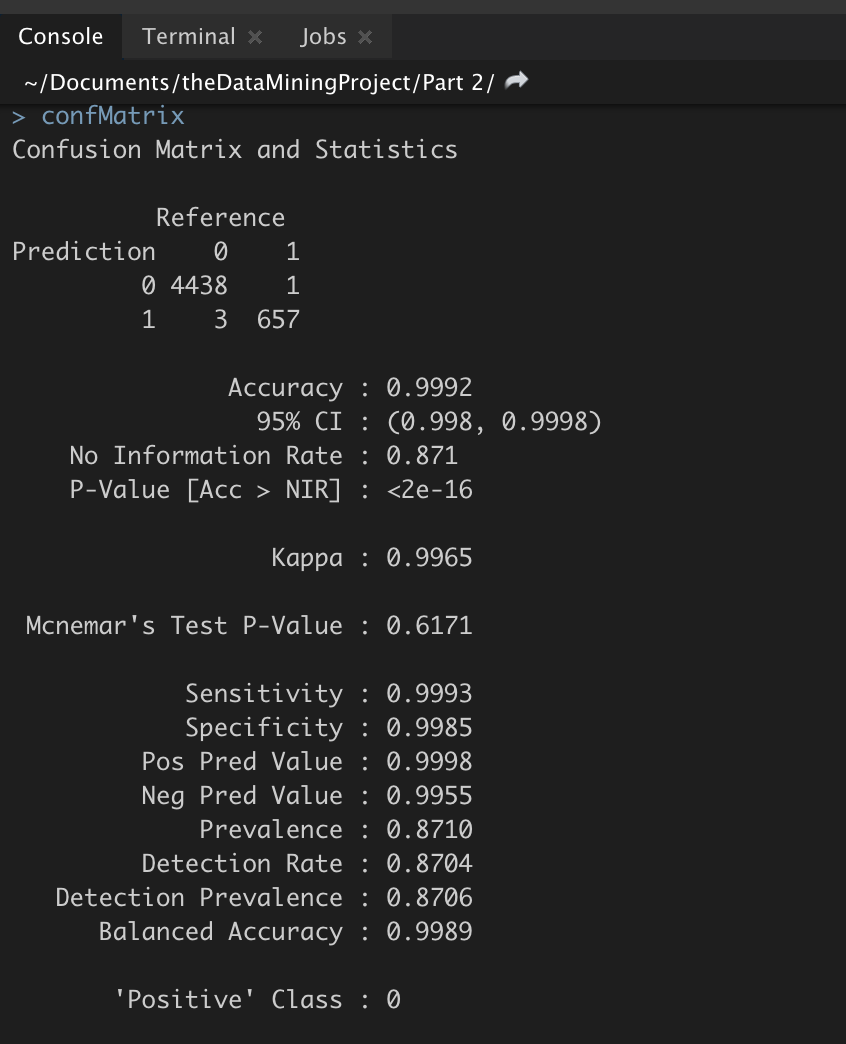 Console Terminal × Jobs ×
~/Documents/theDataMiningProject/Part 2/
> confMatrix
Confusion Matrix and Statistics
Reference
Prediction 0 1
0 4438 1
1 3 657
Accuracy : 0.9992
95% CI : (0.998, 0.9998)
No Information Rate : 0.871
P-Value [Acc > NIR] : <2e-16
Kappa : 0.9965
Mcnemar's Test P-Value : 0.6171
Sensitivity : 0.9993
Specificity : 0.9985
Pos Pred Value : 0.9998
Neg Pred Value : 0.9955
Prevalence : 0.8710
Detection Rate : 0.8704
Detection Prevalence : 0.8706
Balanced Accuracy : 0.9989
'Positive' Class : 0